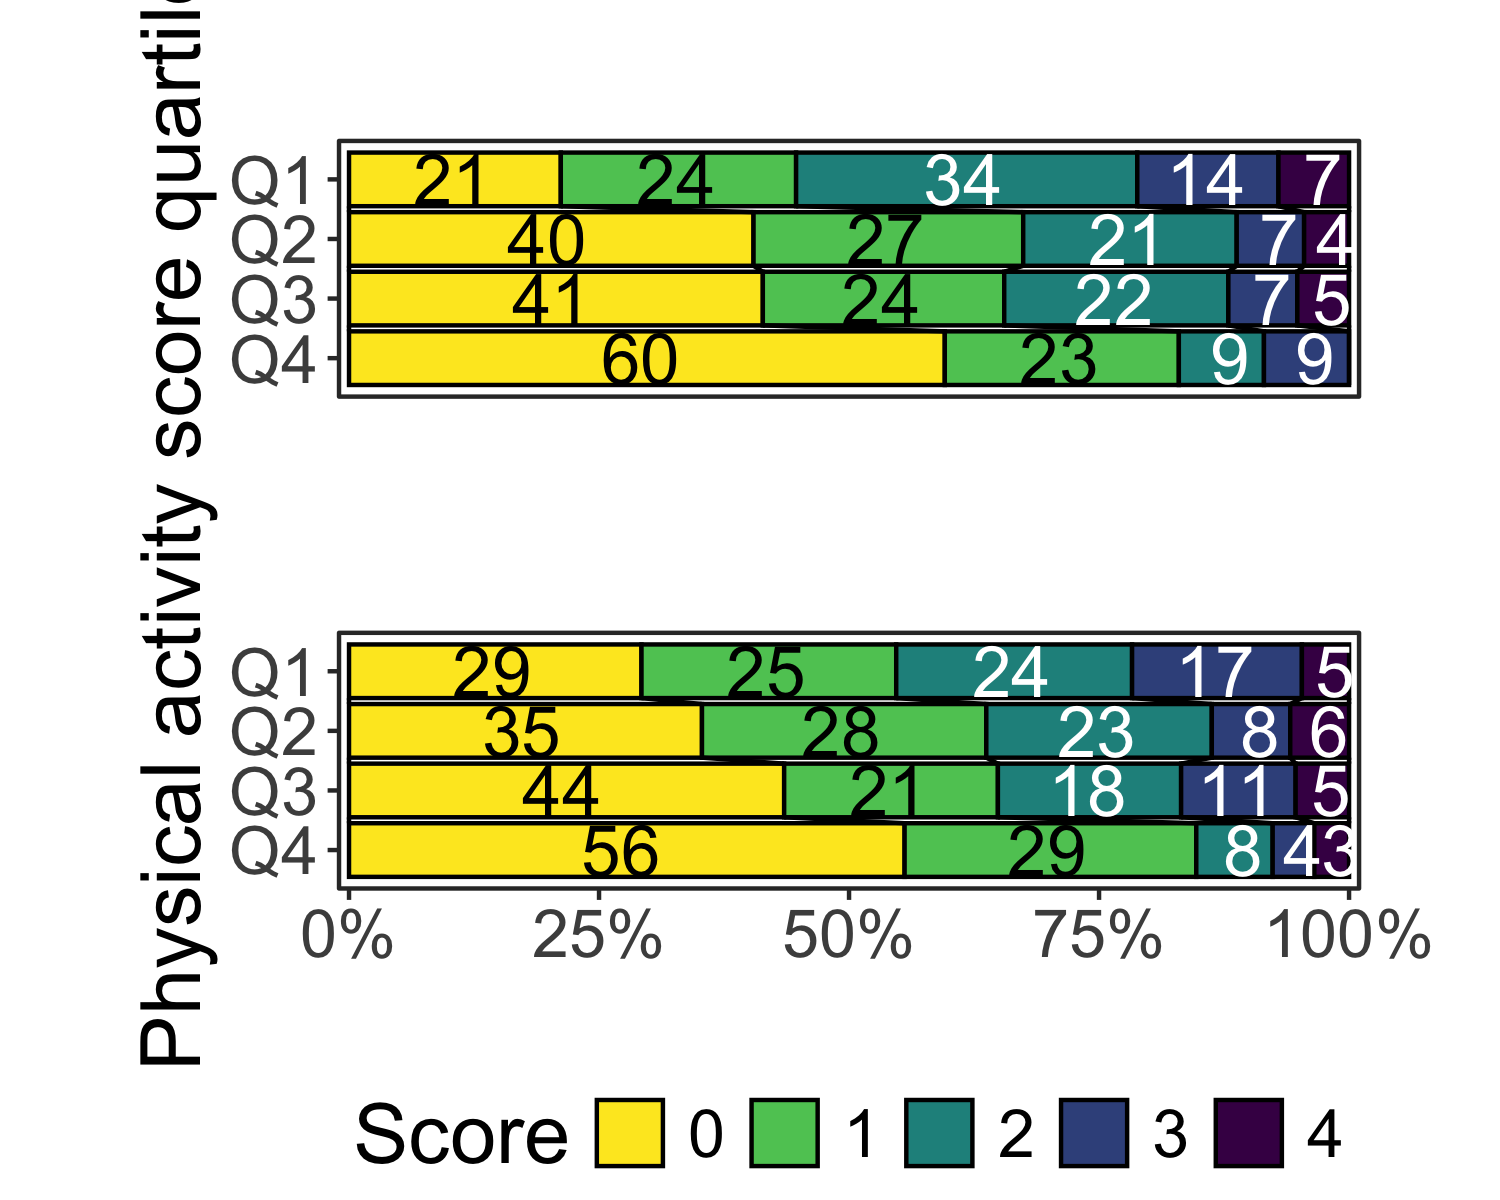 Physical activity score quartile
Q1 21 24 34 14 7
Q2 40 27 21 7 4
Q3 41 24 22 7 5
Q4 60 23 9 9
Q1 29 25 24 17 5
Q2 35 28 23 8 6
Q3 44 21 18 11 5
Q4 56 29 8 4 3
0% 25% 50% 75% 100%
Score 0 1 2 3 4